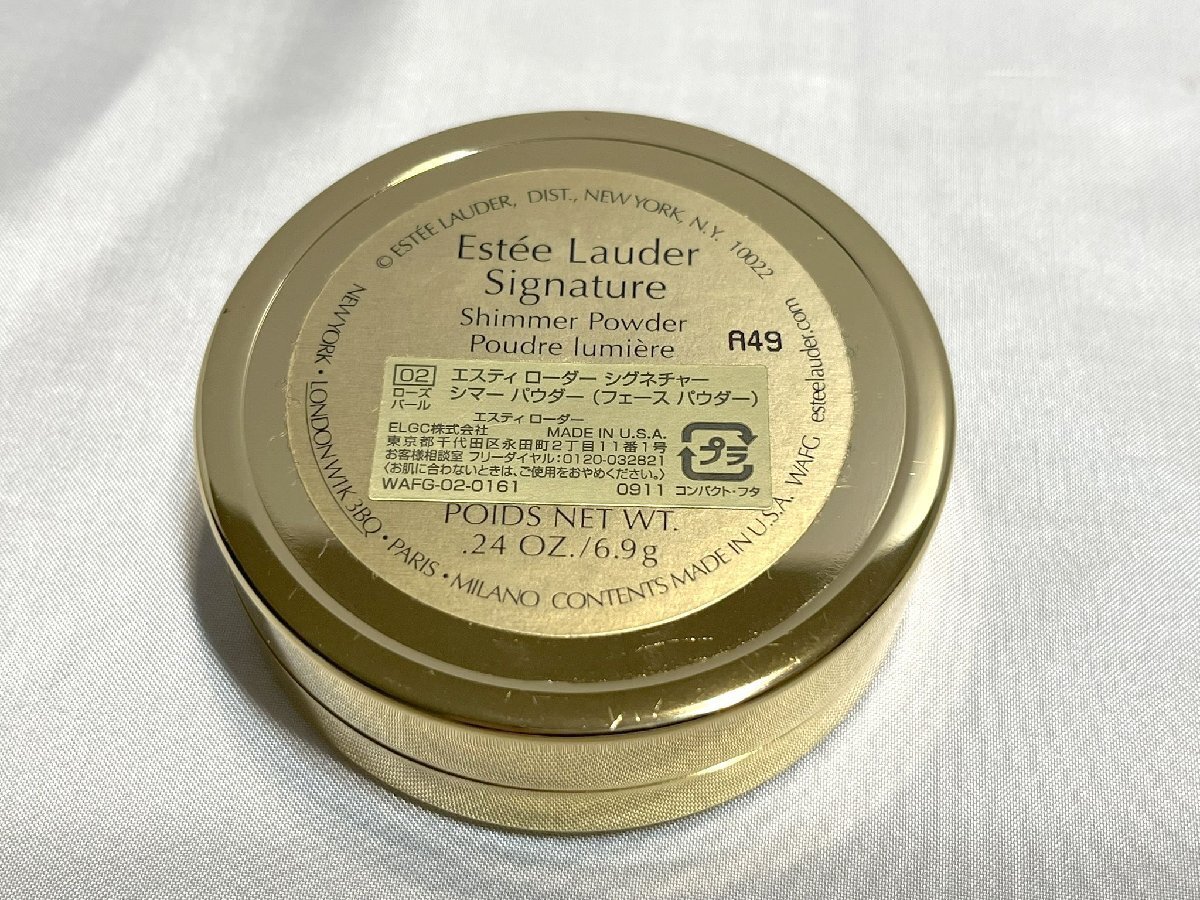 ©ESTÉE LAUDER, DIST., NEW YORK, N.Y. 10022
Estée Lauder
Signature
Shimmer Powder
Poudre lumière
A49
02 エスティ ローダー シグネチャー
ローズ
パール
シマー パウダー (フェース パウダー)
エスティ ローダー
ELGC株式会社 MADE IN U.S.A.
東京都千代田区永田町2丁目11番1号
お客様相談室 フリーダイヤル:0120-032821
〈お肌に合わないときは、ご使用をおやめください。〉
WAFG-02-0161 0911
プラ
コンパクト・フタ
POIDS NET WT.
.24 OZ./6.9g
NEW YORK • LONDON W1K 3BQ • PARIS • MILANO CONTENTS MADE IN U.S.A. WAFG esteelauder.com